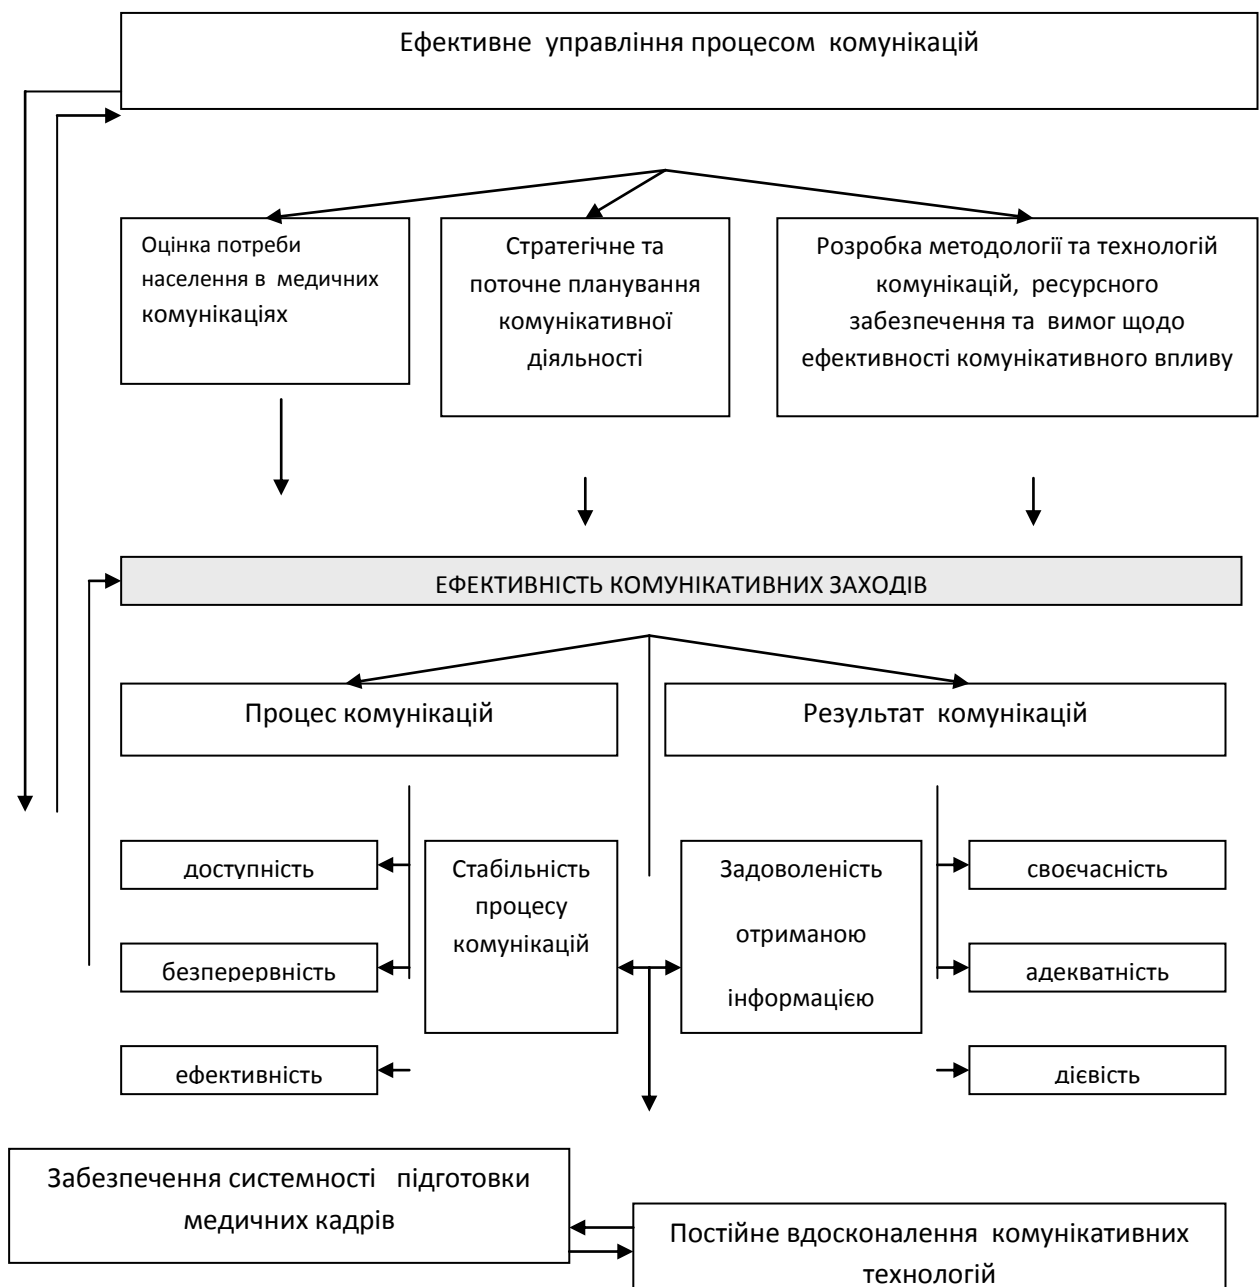 Ефективне управління процесом комунікацій
Оцінка потреби
населення в медичних
комунікаціях
Стратегічне та
поточне планування
комунікативної
діяльності
Розробка методології та технологій
комунікацій, ресурсного
забезпечення та вимог щодо
ефективності комунікативного впливу
ЕФЕКТИВНІСТЬ КОМУНІКАТИВНИХ ЗАХОДІВ
Процес комунікацій
Результат комунікацій
доступність
безперервність
ефективність
Стабільність
процесу
комунікацій
Задоволеність
отриманою
інформацією
своєчасність
адекватність
дієвість
Забезпечення системності підготовки
медичних кадрів
Постійне вдосконалення комунікативних
технологій